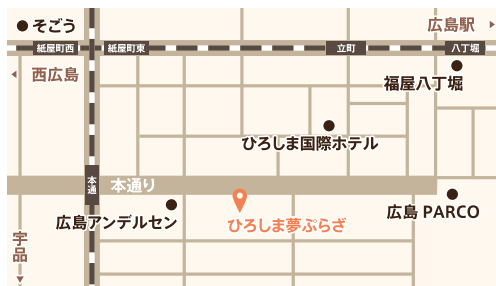 そごう
広島駅
紙屋町西
紙屋町東
立町
八丁堀
西広島
福屋八丁堀
ひろしま国際ホテル
本通
本通り
広島アンデルセン
広島 PARCO
ひろしま夢ぷらざ
宇品